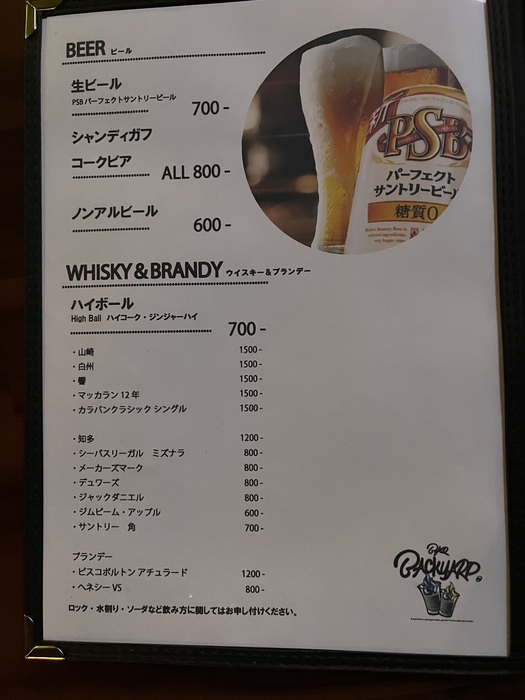 BEER ビール
生ビール
PSB パーフェクトサントリービール
700 -
シャンディガフ
コークビア
ALL 800 -
ノンアルビール
600 -
PSB
パーフェクト
サントリービー
糖質0
WHISKY & BRANDY ウイスキー＆ブランデー
ハイボール
High Ball ハイコーク・ジンジャーハイ
700 -
・山崎 1500 -
・白州 1500 -
・響 1500 -
・マッカラン 12 年 1500 -
・カラバンクラシック シングル 1500 -
・知多 1200 -
・シーバスリーガル ミズナラ 800 -
・メーカーズマーク 800 -
・デュワーズ 800 -
・ジャックダニエル 800 -
・ジムビーム・アップル 600 -
・サントリー 角 700 -
ブランデー
・ピスコポルトン アチュラード 1200 -
・ヘネシー VS 800 -
ロック・水割り・ソーダなど飲み方に関してはお申し付けください。
BAR
BACKYARD